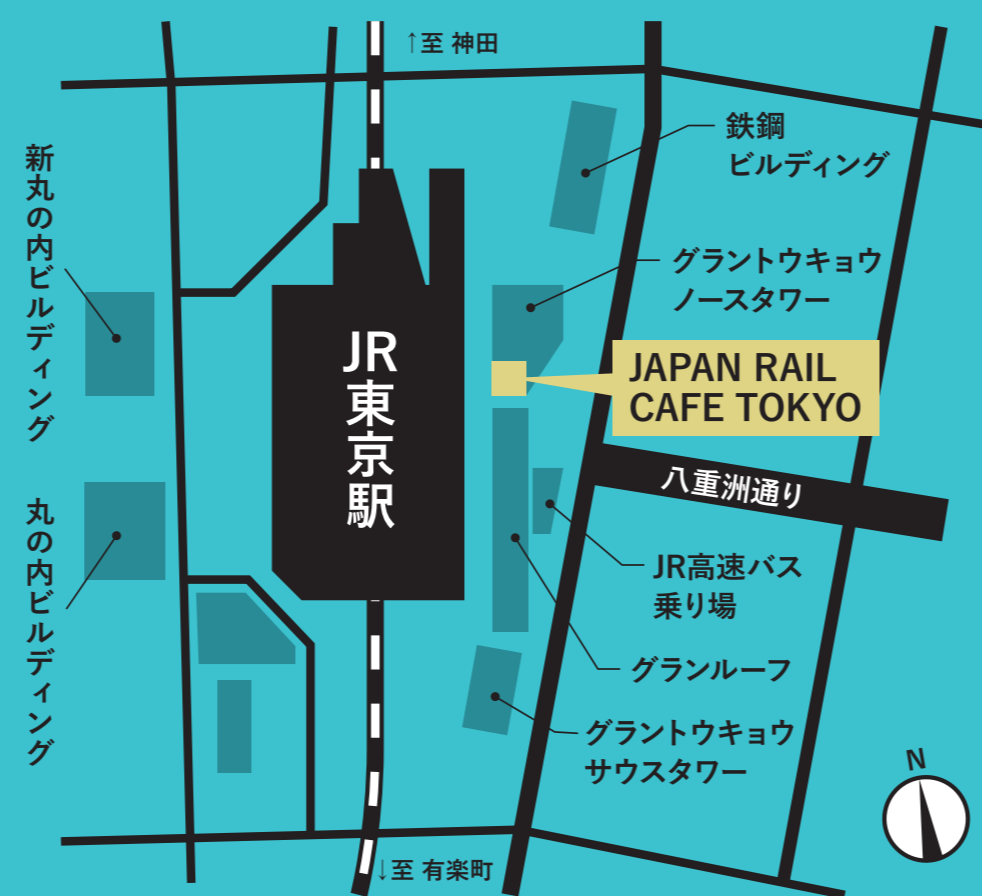 ↑至 神田
鉄鋼
ビルディング
新丸の内ビルディング
グラントウキョウ
ノースタワー
JR東京駅
JAPAN RAIL
CAFE TOKYO
八重洲通り
丸の内ビルディング
JR高速バス
乗り場
グランルーフ
グラントウキョウ
サウスタワー
N
↓至 有楽町